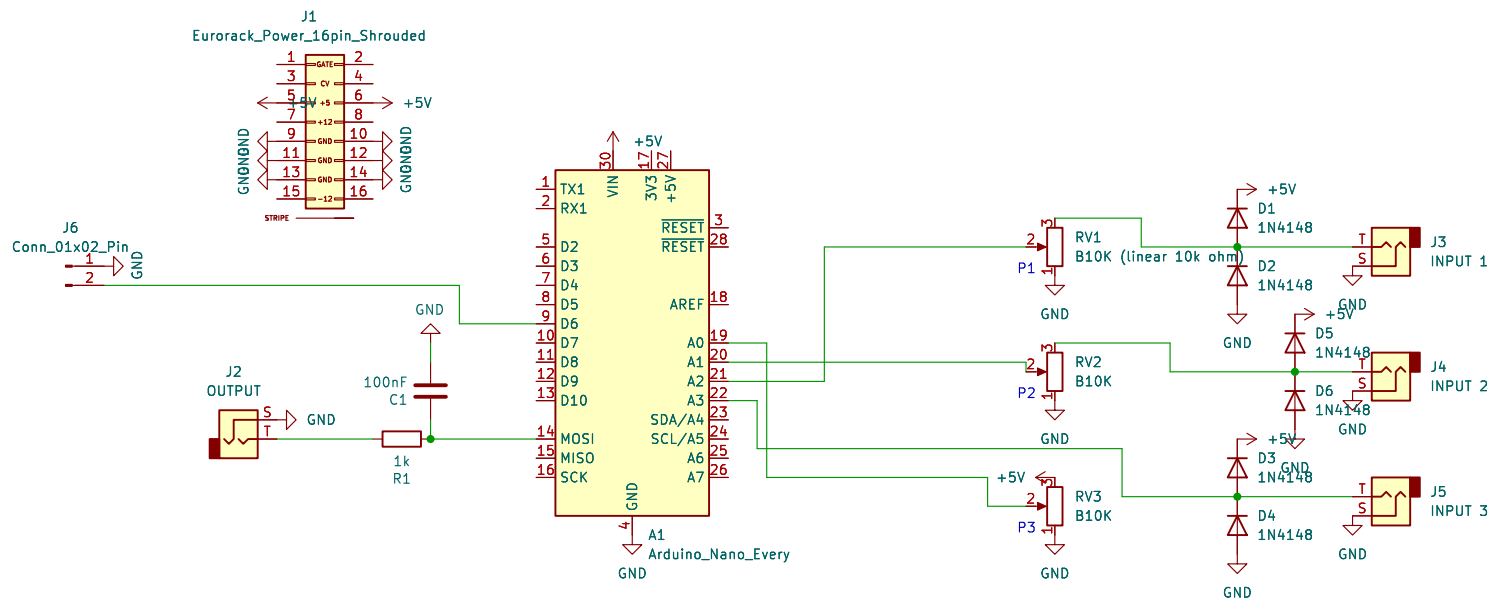 J1
Eurorack_Power_16pin_Shrouded
1 GATE 2
3 CV 4
+5V 5 +5 6 +5V
7 +12 8
GND 9 GND 10 GND
GND 11 GND 12 GND
GND 13 GND 14 GND
15 -12 16
STRIPE
J6
Conn_01x02_Pin
1 GND
2
J2
OUTPUT
S GND
T
GND
100nF
C1
1k
R1
+5V
30 17 27
VIN 3V3 +5V
1 TX1
2 RX1
RESET 3
RESET 28
5 D2
6 D3
7 D4
8 D5
AREF 18
9 D6
10 D7
A0 19
11 D8
A1 20
12 D9
A2 21
13 D10
A3 22
SDA/A4 23
14 MOSI
SCL/A5 24
15 MISO
A6 25
16 SCK
A7 26
GND
4
A1
Arduino_Nano_Every
GND
3
2
1
RV1
B10K (linear 10k ohm)
P1
GND
3
2
1
RV2
B10K
P2
GND
+5V
3
2
1
RV3
B10K
P3
GND
+5V
D1
1N4148
D2
1N4148
GND
T
S
J3
INPUT 1
GND
+5V
D5
1N4148
D6
1N4148
GND
T
S
J4
INPUT 2
GND
+5V
D3
1N4148
D4
1N4148
GND
T
S
J5
INPUT 3
GND